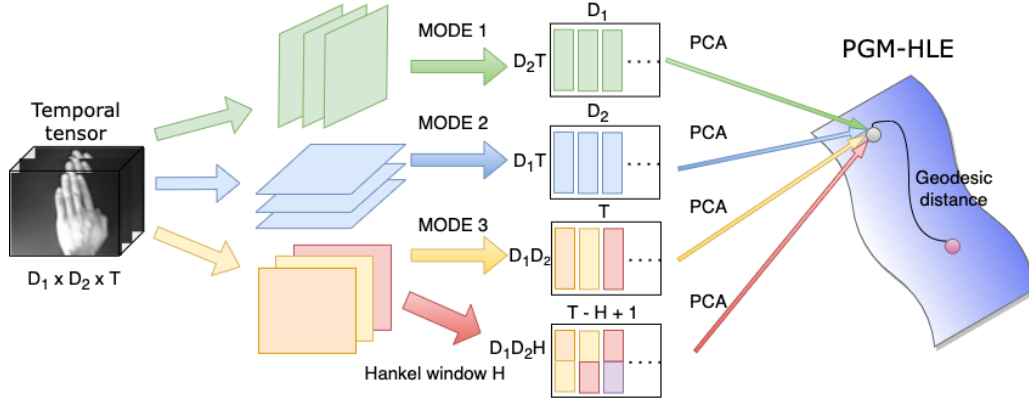 Temporal
tensor
D₁ x D₂ x T
MODE 1
MODE 2
MODE 3
Hankel window H
D₁
D₂T
. . . .
D₂
D₁T
. . . .
T
D₁D₂
. . . .
T - H + 1
D₁D₂H
. . . .
PCA
PCA
PCA
PCA
PGM-HLE
Geodesic
distance